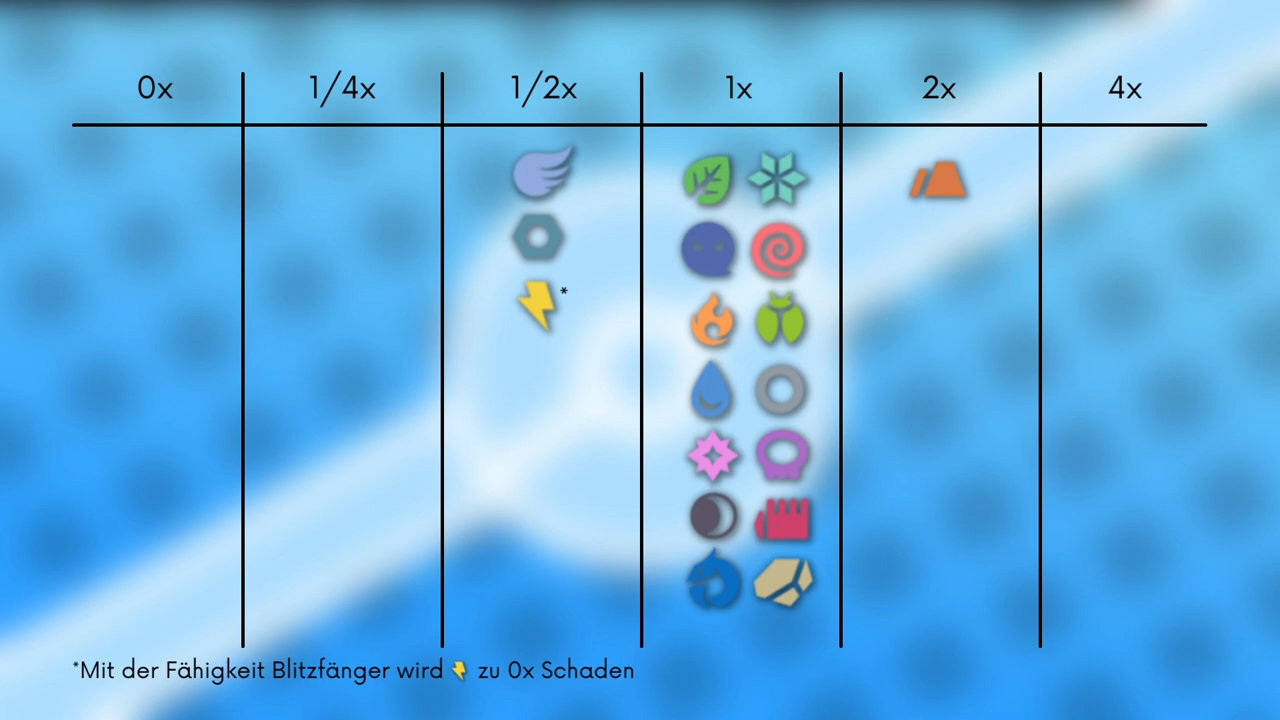 0x 1/4x 1/2x 1x 2x 4x
*
*Mit der Fähigkeit Blitzfänger wird zu 0x Schaden